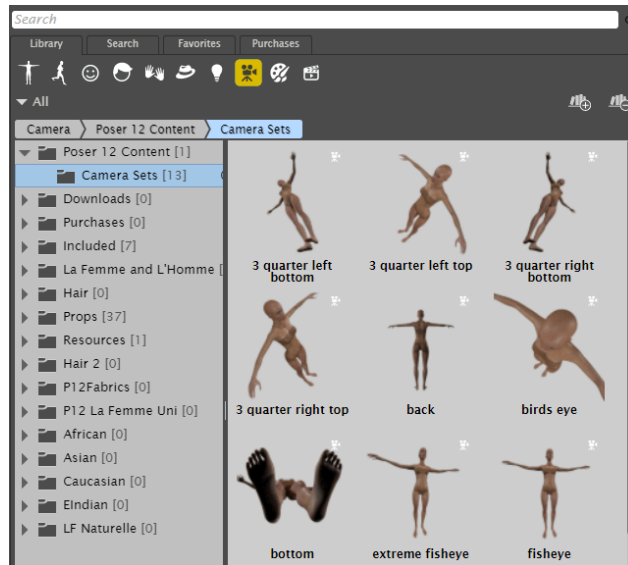 Search
Library
Search
Favorites
Purchases
All
Camera
Poser 12 Content
Camera Sets
Poser 12 Content [1]
Camera Sets [13]
Downloads [0]
Purchases [0]
Included [7]
La Femme and L'Homme [
Hair [0]
Props [37]
Resources [1]
Hair 2 [0]
P12Fabrics [0]
P12 La Femme Uni [0]
African [0]
Asian [0]
Caucasian [0]
EIndian [0]
LF Naturelle [0]
3 quarter left
bottom
3 quarter left top
3 quarter right
bottom
3 quarter right top
back
birds eye
bottom
extreme fisheye
fisheye